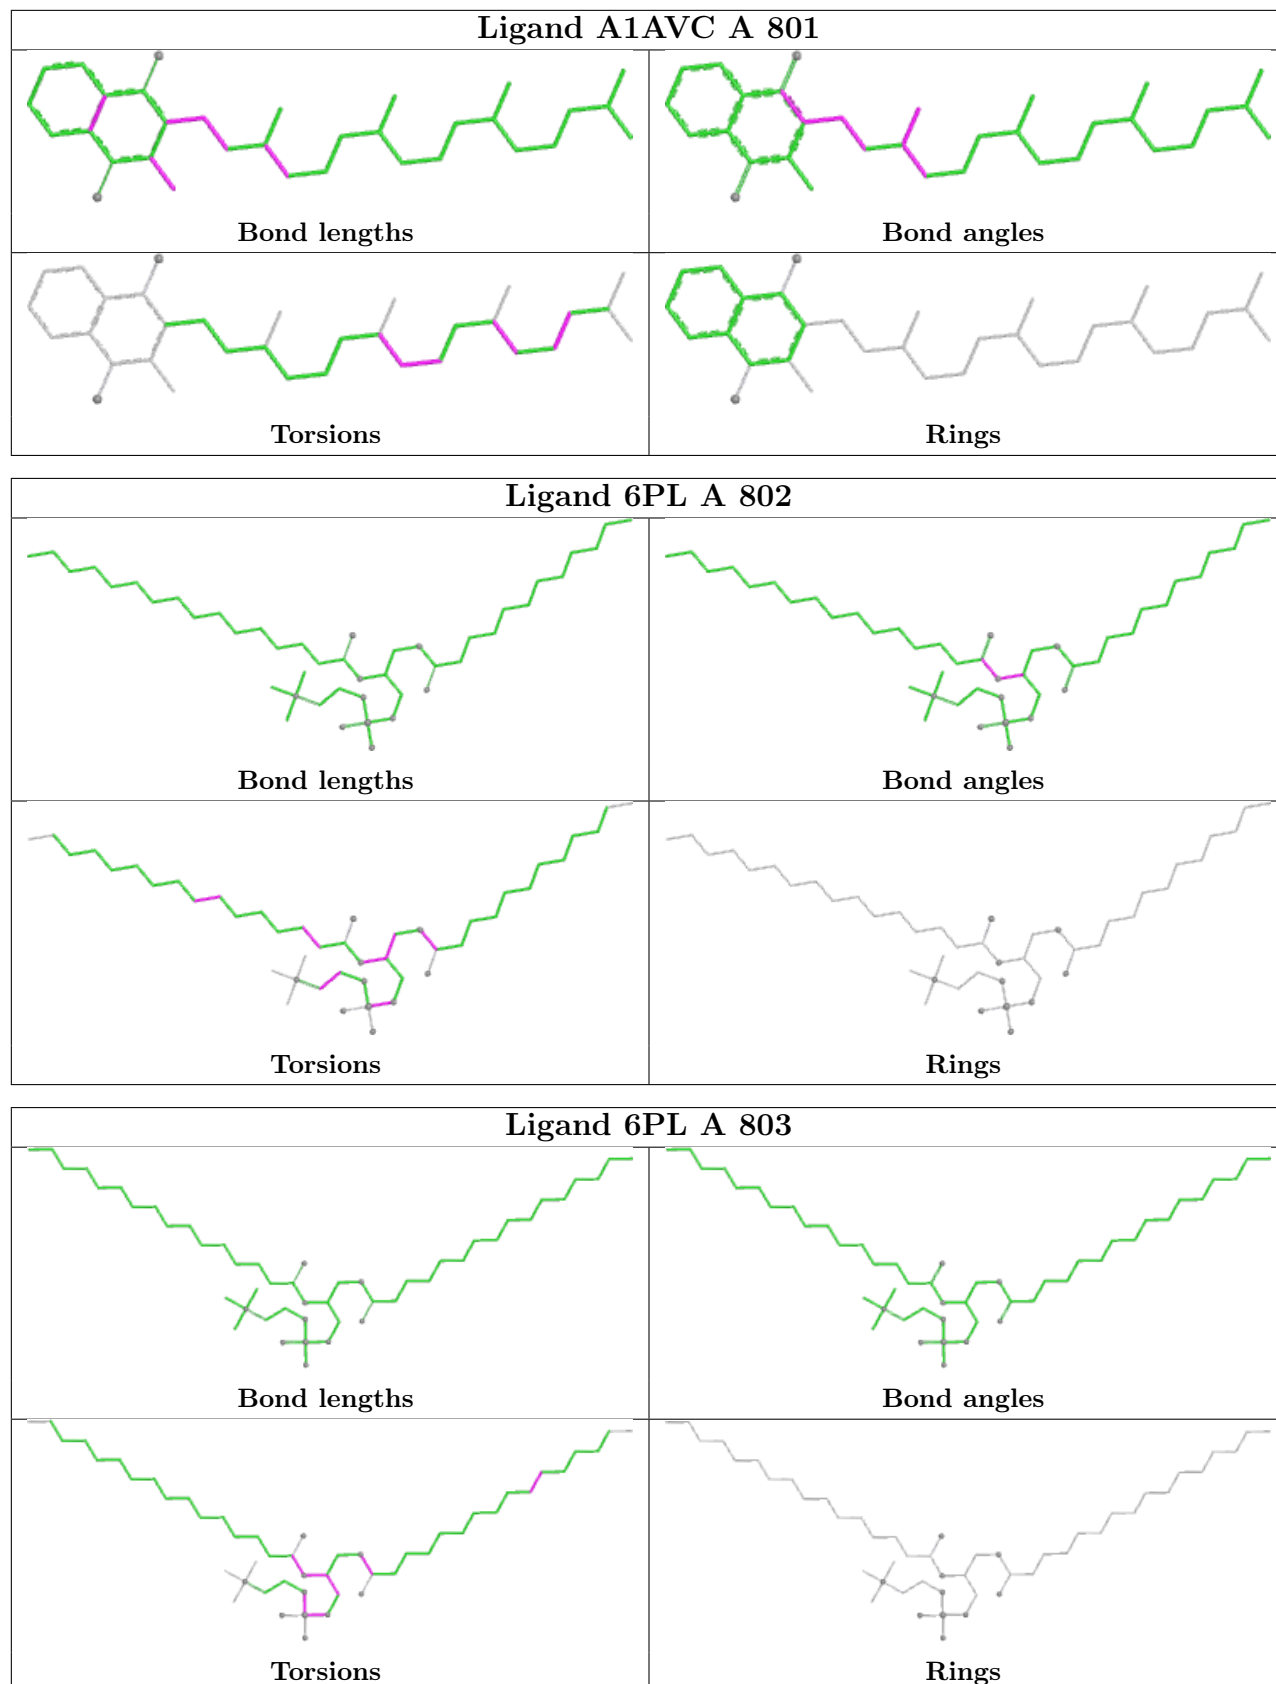 Ligand A1AVC A 801
Bond lengths
Bond angles
Torsions
Rings
Ligand 6PL A 802
Bond lengths
Bond angles
Torsions
Rings
Ligand 6PL A 803
Bond lengths
Bond angles
Torsions
Rings